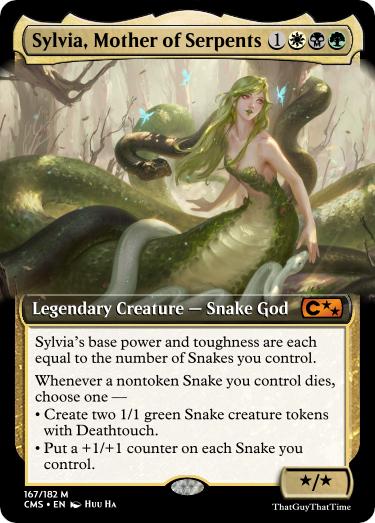 Sylvia, Mother of Serpents 1
Legendary Creature — Snake God
C
Sylvia's base power and toughness are each
equal to the number of Snakes you control.
Whenever a nontoken Snake you control dies,
choose one —
• Create two 1/1 green Snake creature tokens
with Deathtouch.
• Put a +1/+1 counter on each Snake you
control.
★/★
167/182 M
CMS • EN Huu Ha
ThatGuyThatTime